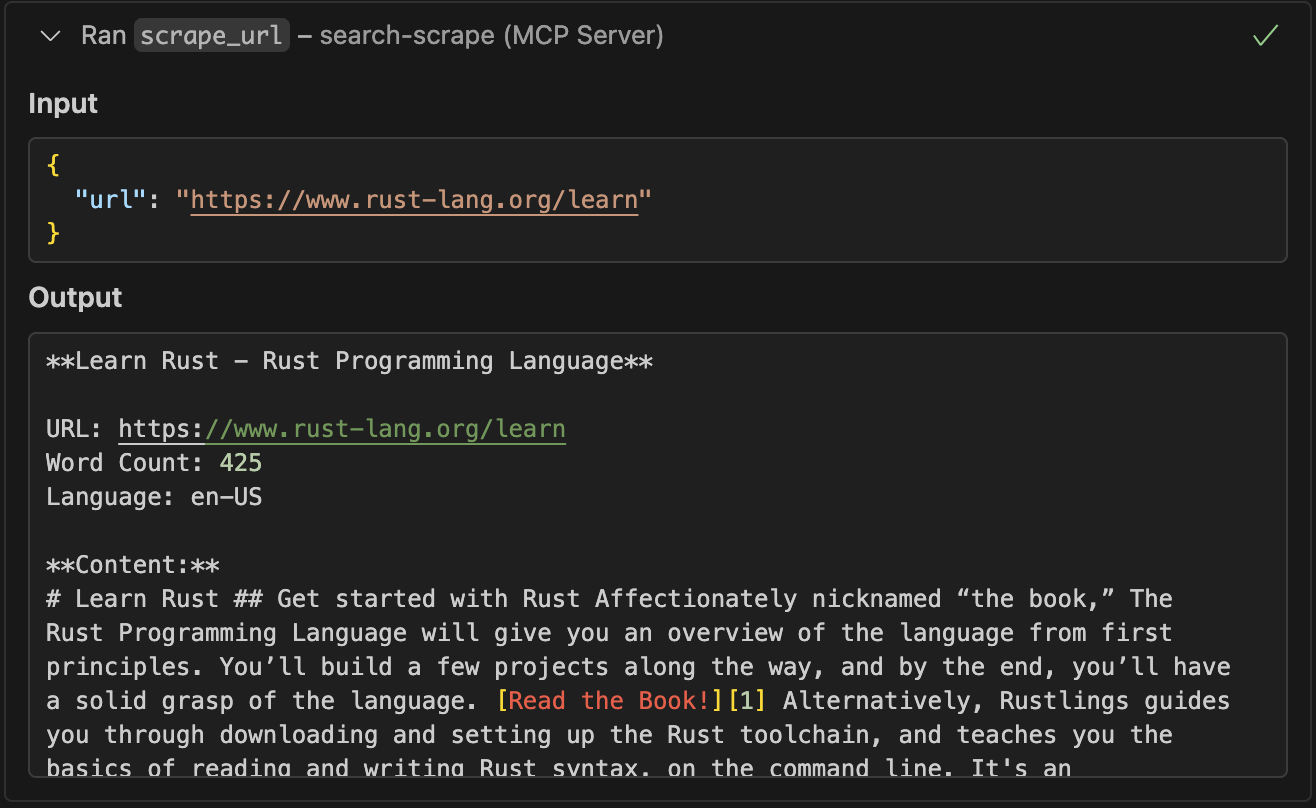 Ran scrape_url – search-scrape (MCP Server)
Input
{
"url": "https://www.rust-lang.org/learn"
}
Output
**Learn Rust - Rust Programming Language**
URL: https://www.rust-lang.org/learn
Word Count: 425
Language: en-US
**Content:**
# Learn Rust ## Get started with Rust Affectionately nicknamed “the book,” The
Rust Programming Language will give you an overview of the language from first
principles. You’ll build a few projects along the way, and by the end, you’ll have
a solid grasp of the language. [Read the Book!][1] Alternatively, Rustlings guides
you through downloading and setting up the Rust toolchain, and teaches you the
basics of reading and writing Rust syntax, on the command line. It's an